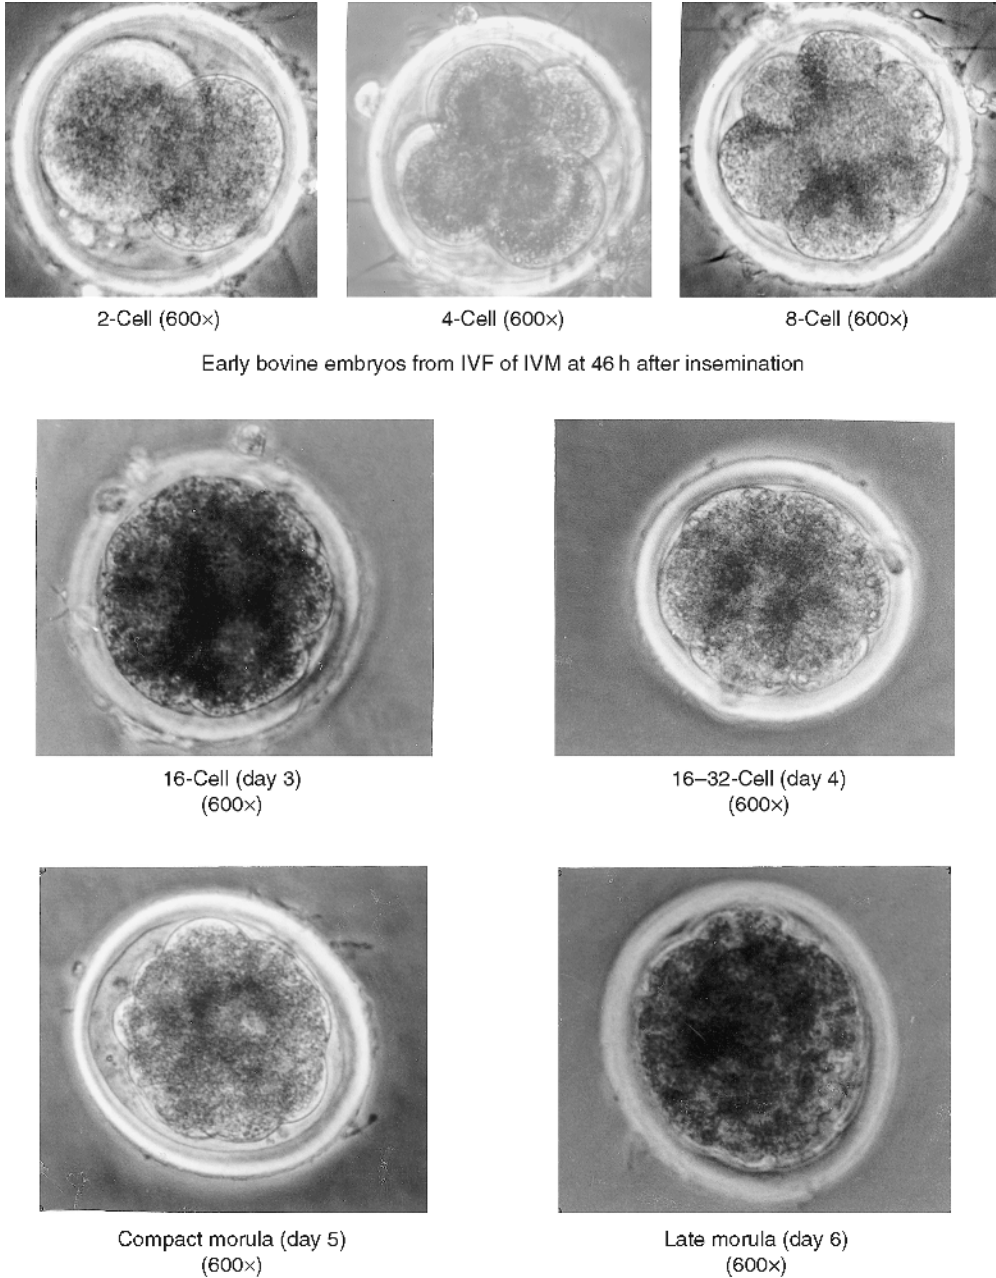 2-Cell (600×)
4-Cell (600×)
8-Cell (600×)
Early bovine embryos from IVF of IVM at 46 h after insemination
16-Cell (day 3)
(600×)
16–32-Cell (day 4)
(600×)
Compact morula (day 5)
(600×)
Late morula (day 6)
(600×)